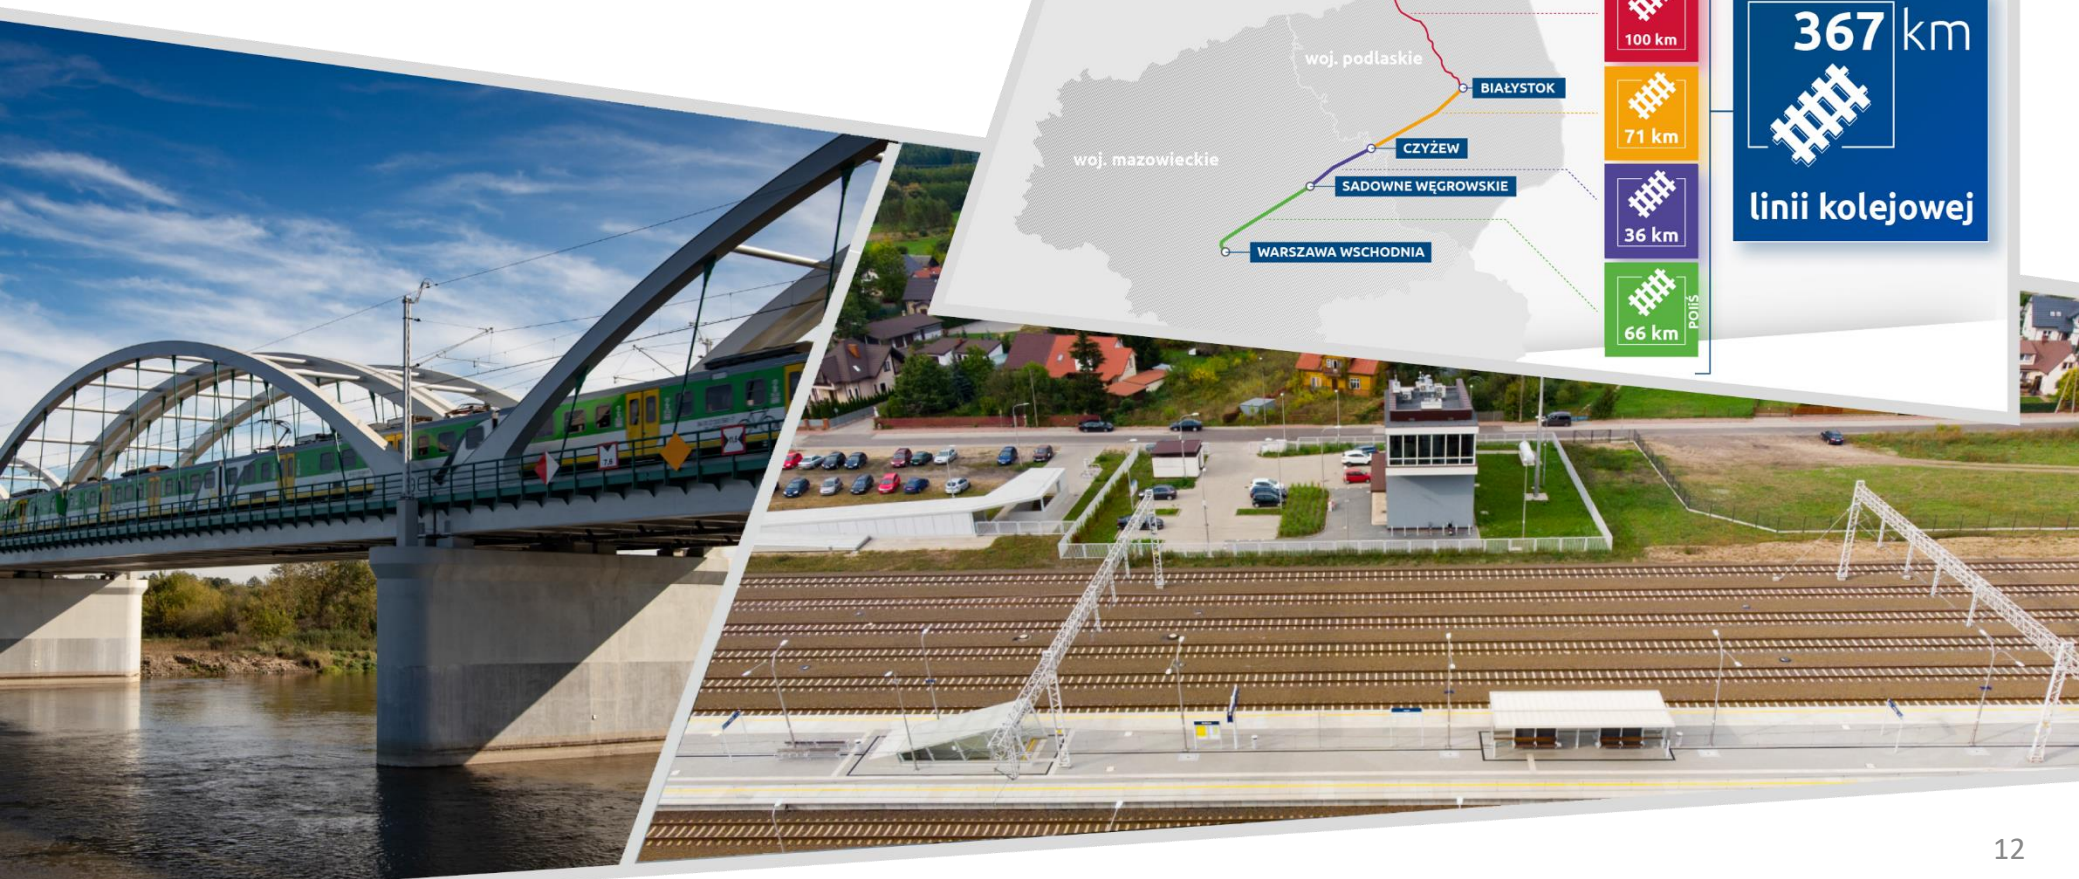 100 km
367 km
linii kolejowej
woj. podlaskie
BIAŁYSTOK
71 km
CZYŻEW
woj. mazowieckie
SADOWNE WĘGROWSKIE
36 km
WARSZAWA WSCHODNIA
66 km
POIiŚ
12